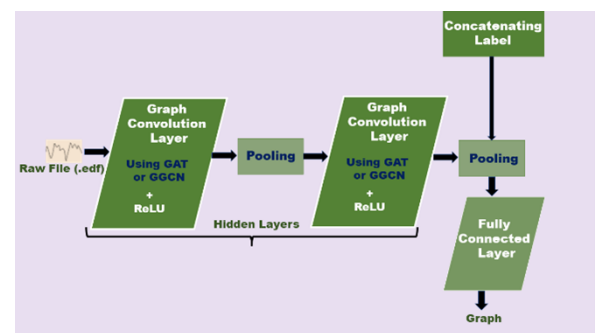 Concatenating
Label
Graph
Convolution
Layer
Using GAT
or GGCN
+
ReLU
Graph
Convolution
Layer
Using GAT
or GGCN
+
ReLU
Raw File (.edf)
Pooling
Pooling
Hidden Layers
Fully
Connected
Layer
Graph